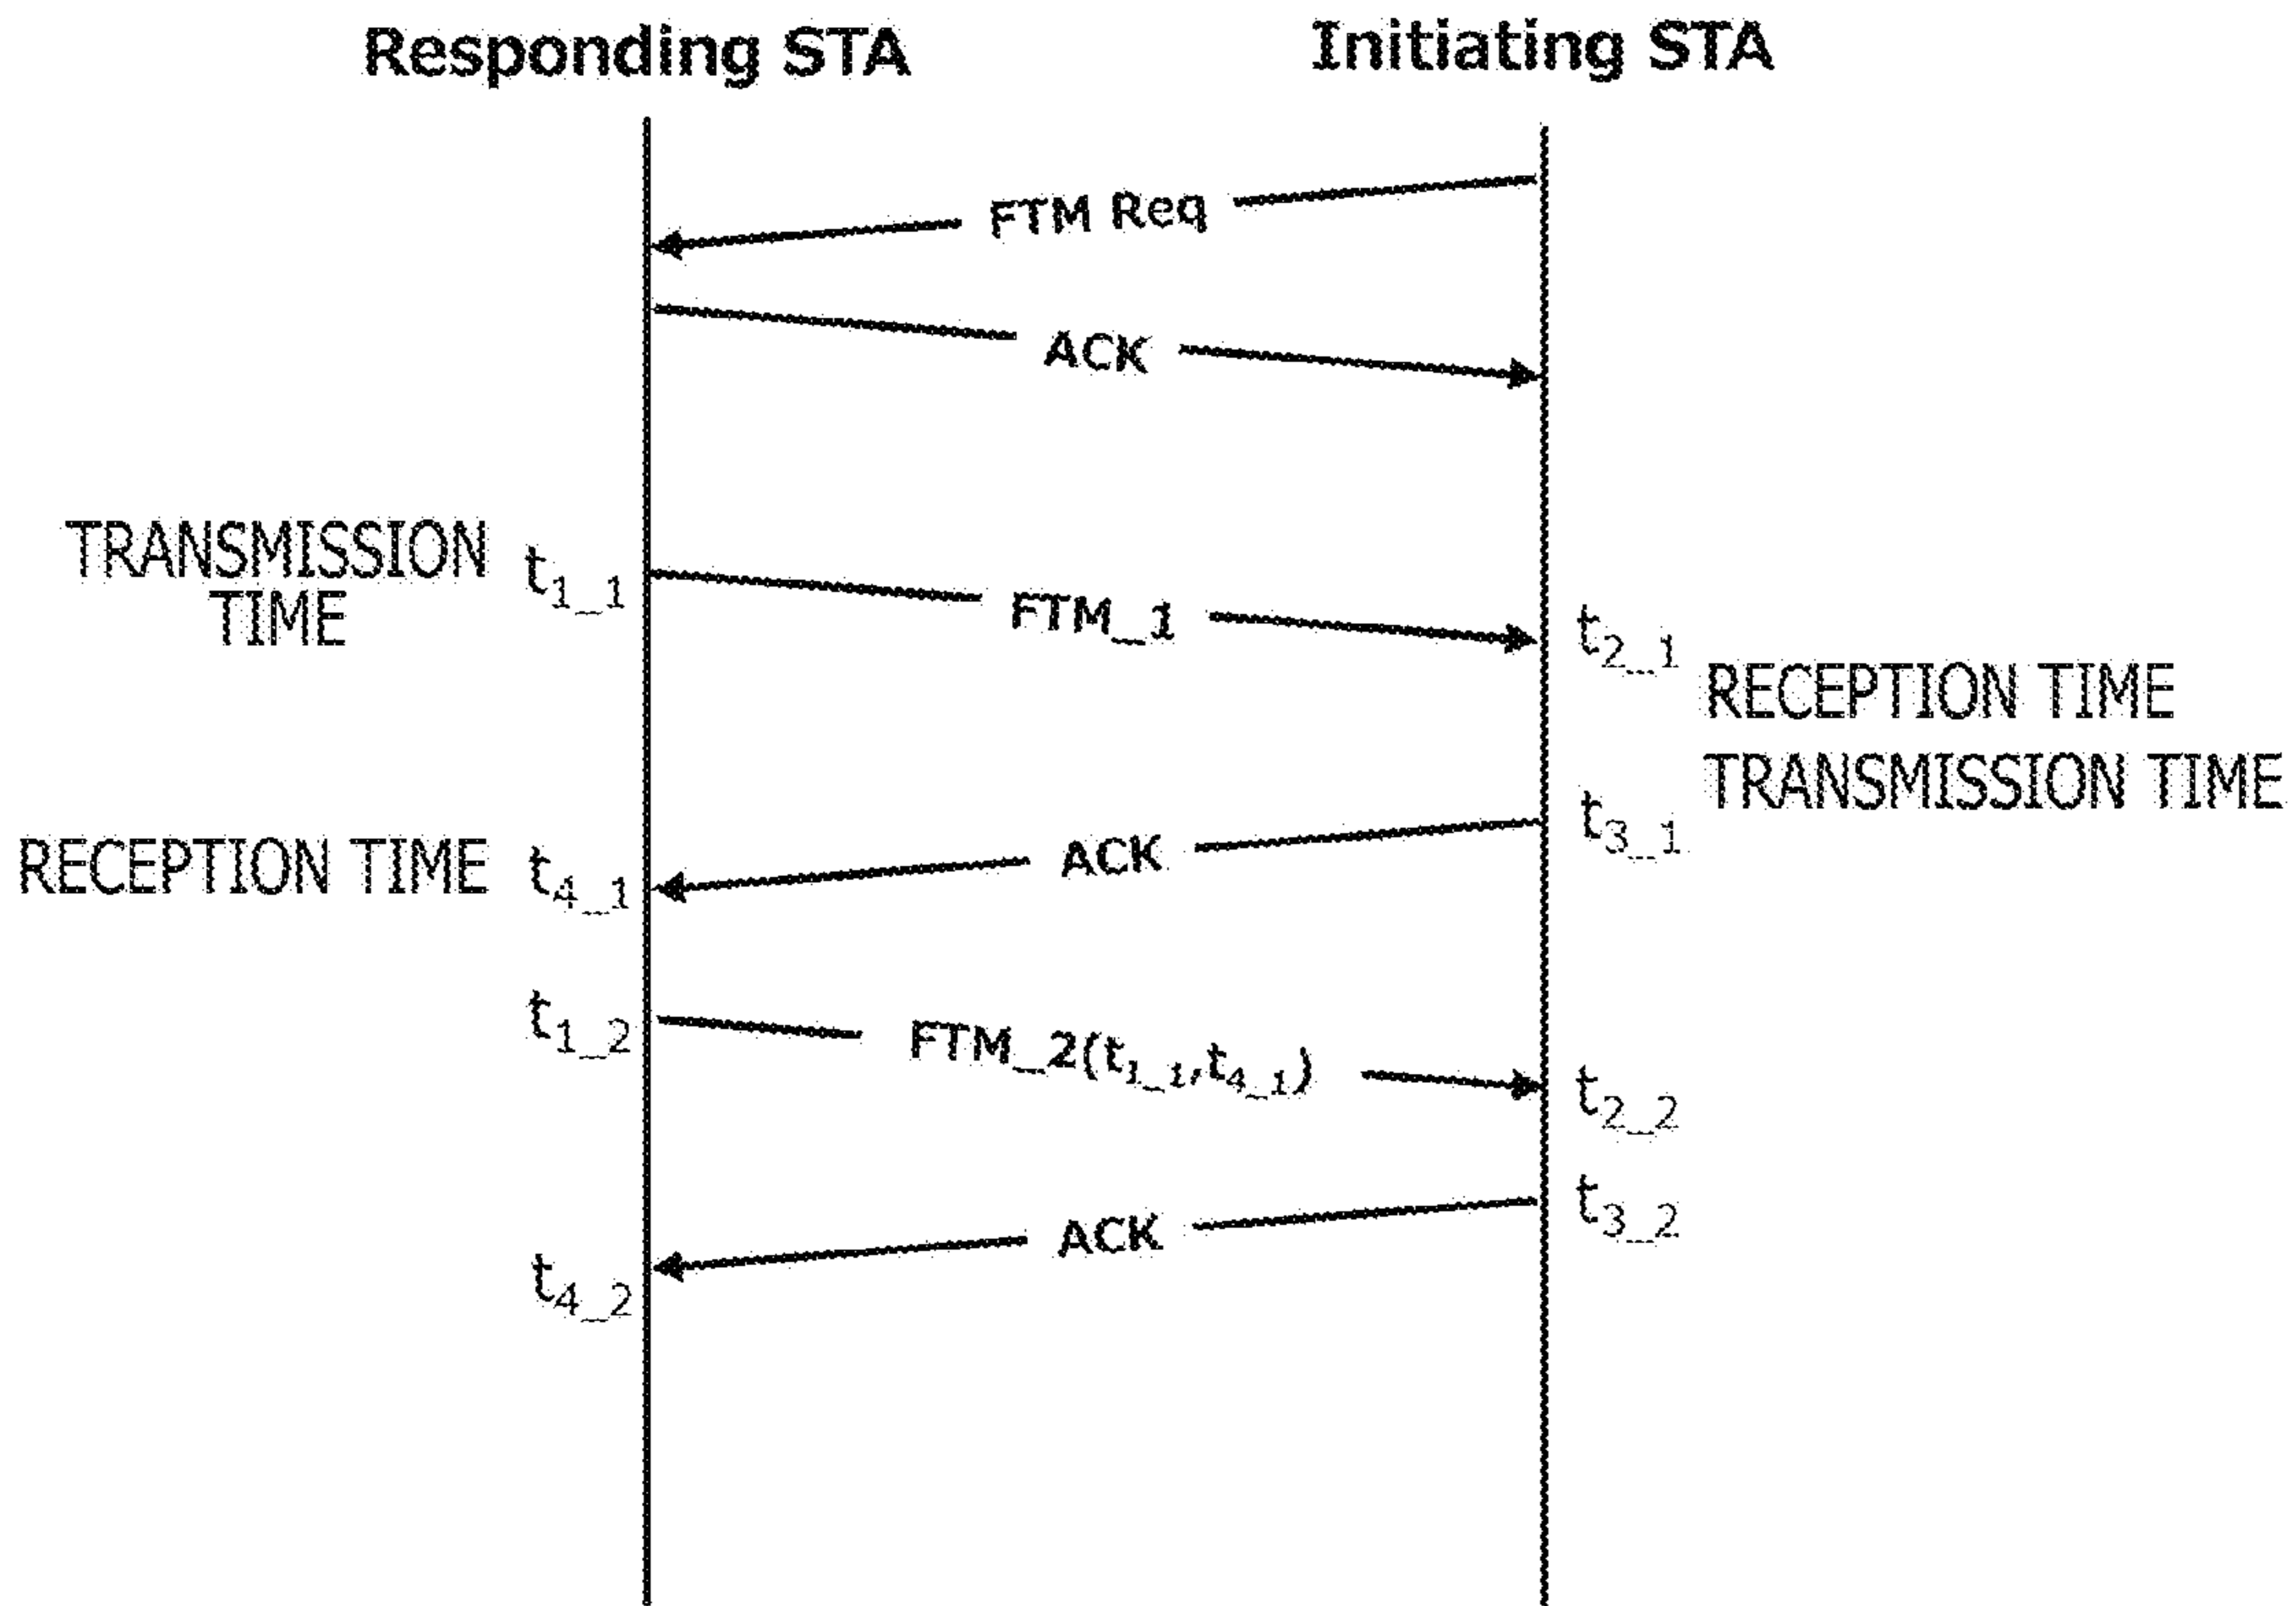 Responding STA
Initiating STA
FTM Req
ACK
TRANSMISSION
TIME
t1_1
FTM_1
t2_1
RECEPTION TIME
TRANSMISSION TIME
t3_1
ACK
RECEPTION TIME
t4_1
t1_2
FTM_2(t1_1,t4_1)
t2_2
t3_2
ACK
t4_2